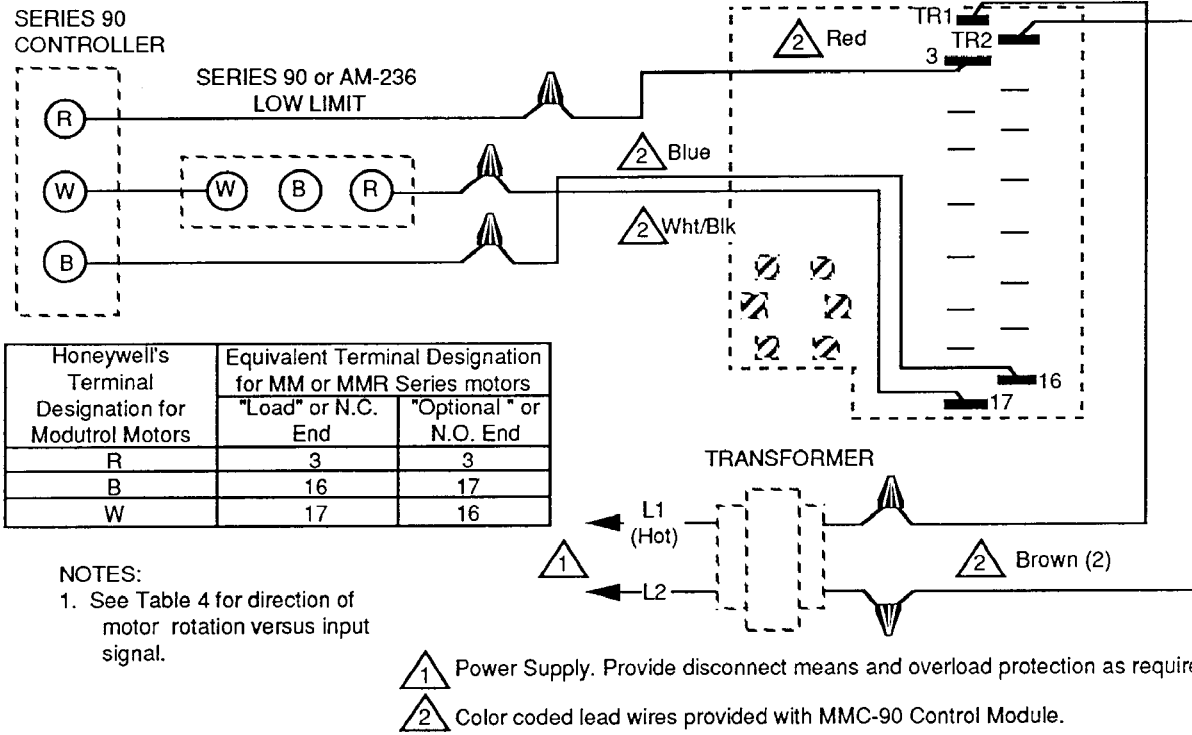 SERIES 90
CONTROLLER
SERIES 90 or AM-236
LOW LIMIT
R
W
B
W
B
R
2 Red
2 Blue
2 Wht/Blk
TR1
TR2
3
16
17
Honeywell's
Terminal
Designation for
Modutrol Motors
Equivalent Terminal Designation
for MM or MMR Series motors
"Load" or N.C.
End
"Optional " or
N.O. End
R 3 3
B 16 17
W 17 16
TRANSFORMER
L1
(Hot)
L2
1
2 Brown (2)
NOTES:
1. See Table 4 for direction of
motor rotation versus input
signal.
1 Power Supply. Provide disconnect means and overload protection as require
2 Color coded lead wires provided with MMC-90 Control Module.